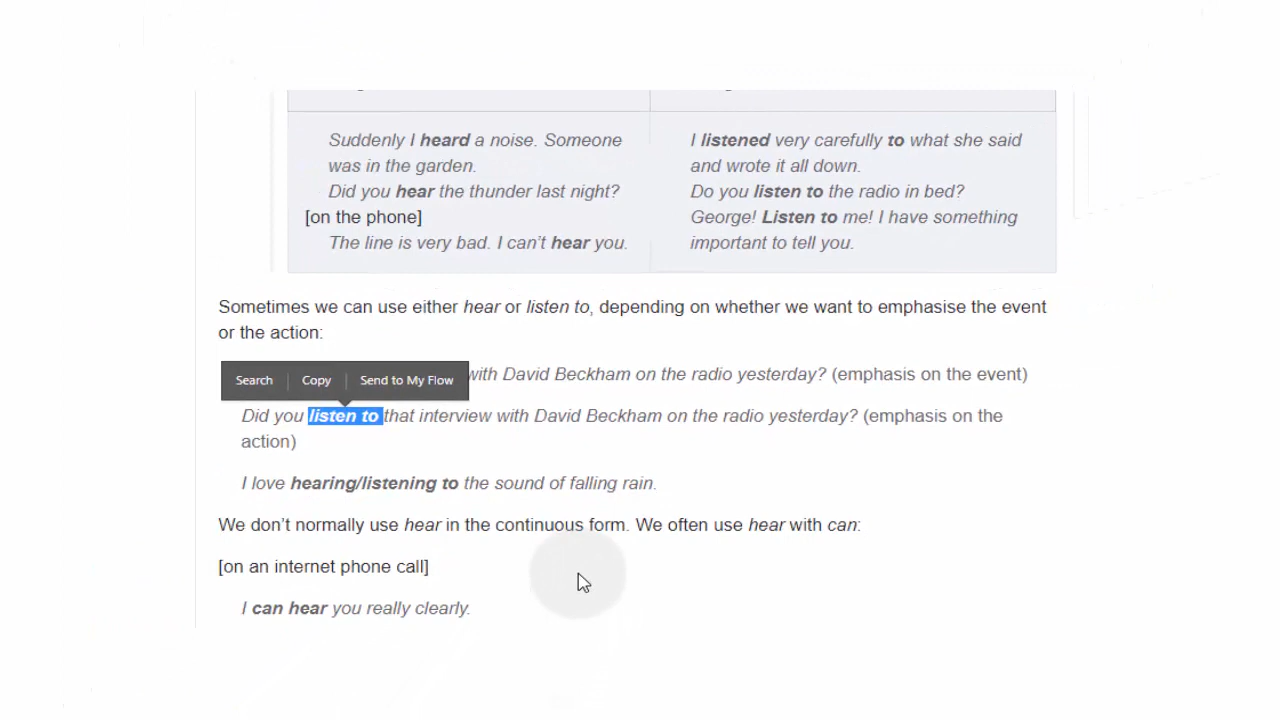 Suddenly I heard a noise. Someone
was in the garden.
Did you hear the thunder last night?
[on the phone]
The line is very bad. I can't hear you.
I listened very carefully to what she said
and wrote it all down.
Do you listen to the radio in bed?
George! Listen to me! I have something
important to tell you.
Sometimes we can use either hear or listen to, depending on whether we want to emphasise the event
or the action:
Search Copy Send to My Flow
with David Beckham on the radio yesterday? (emphasis on the event)
Did you listen to that interview with David Beckham on the radio yesterday? (emphasis on the
action)
I love hearing/listening to the sound of falling rain.
We don't normally use hear in the continuous form. We often use hear with can:
[on an internet phone call]
I can hear you really clearly.